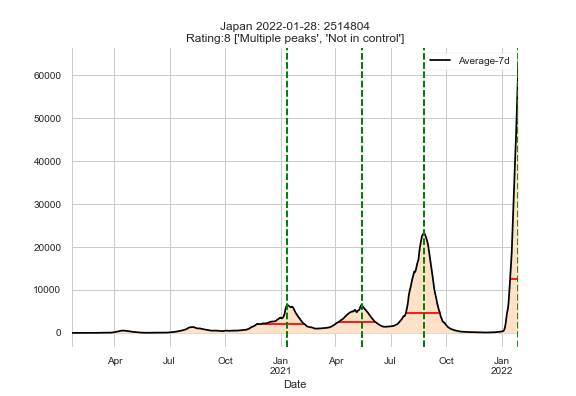 Japan 2022-01-28: 2514804
Rating:8 ['Multiple peaks', 'Not in control']
Average-7d
60000
50000
40000
30000
20000
10000
0
Apr Jul Oct Jan Apr Jul Oct Jan
2021 2022
Date